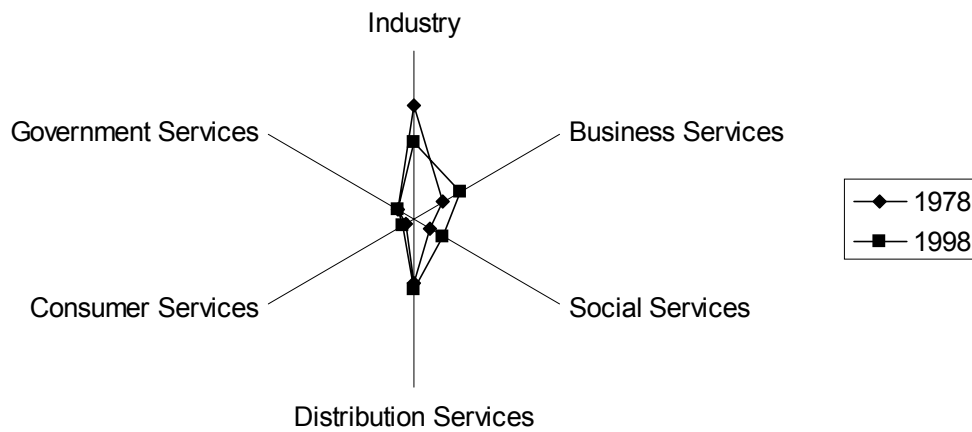 Industry
Government Services
Business Services
1978
1998
Consumer Services
Social Services
Distribution Services